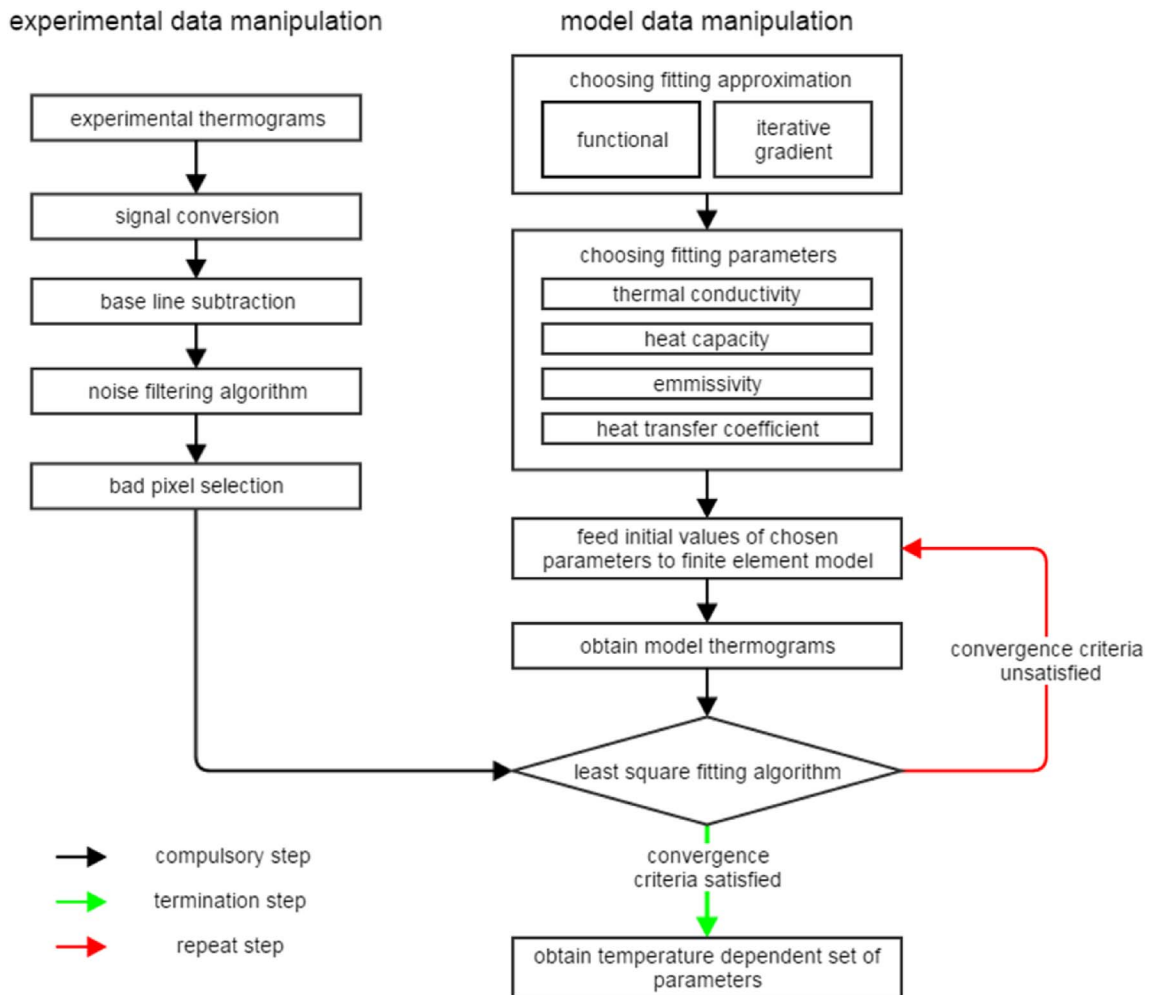 experimental data manipulation
experimental thermograms
signal conversion
base line subtraction
noise filtering algorithm
bad pixel selection
model data manipulation
choosing fitting approximation
functional
iterative
gradient
choosing fitting parameters
thermal conductivity
heat capacity
emmissivity
heat transfer coefficient
feed initial values of chosen
parameters to finite element model
obtain model thermograms
convergence criteria
unsatisfied
least square fitting algorithm
convergence
criteria satisfied
obtain temperature dependent set of
parameters
compulsory step
termination step
repeat step